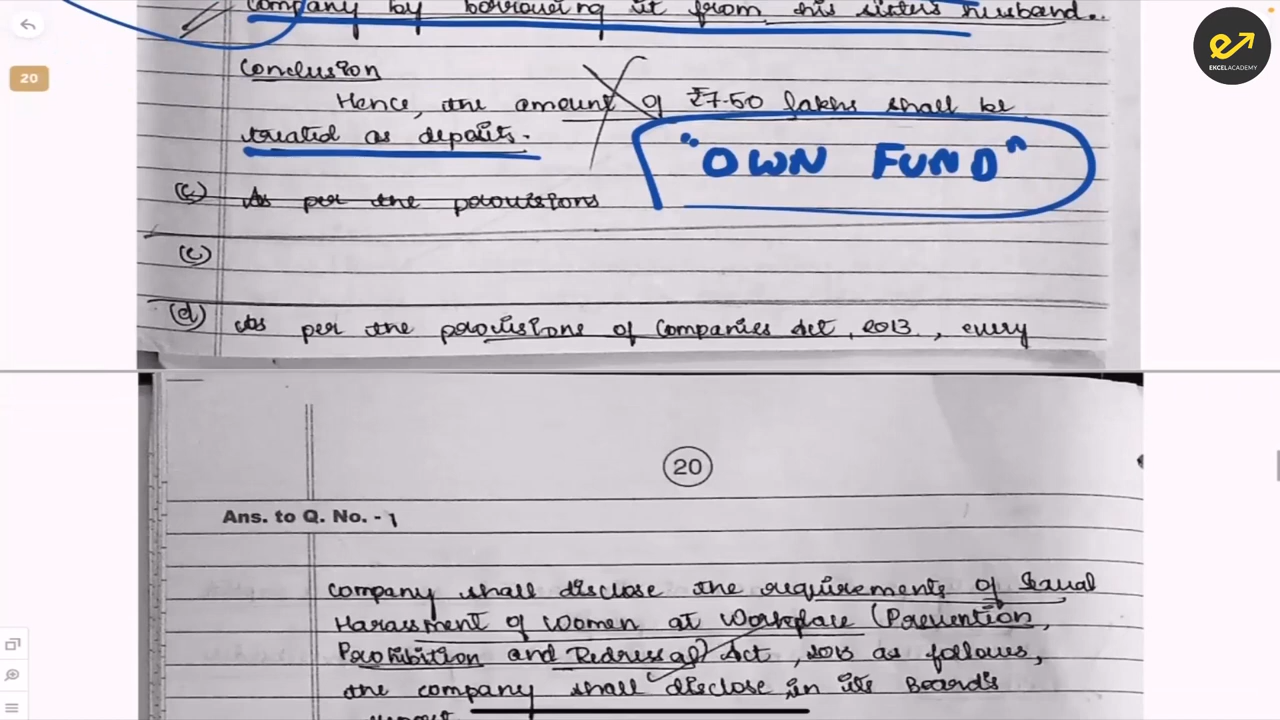 company by borrowing it from his sister's husband.
EXCEL ACADEMY
20
Conclusion
Hence, the amount of ₹7.50 lakhs shall be
treated as deposits.
"OWN FUND"
(c) As per the provisions
(c)
(d) As per the provisions of Companies Act, 2013, every
20
Ans. to Q. No. - 1
company shall disclose the requirements of Sexual
Harassment of Women at Workplace (Prevention,
Prohibition and Redressal) Act, 2013 as follows,
the company shall disclose in its Board's
report